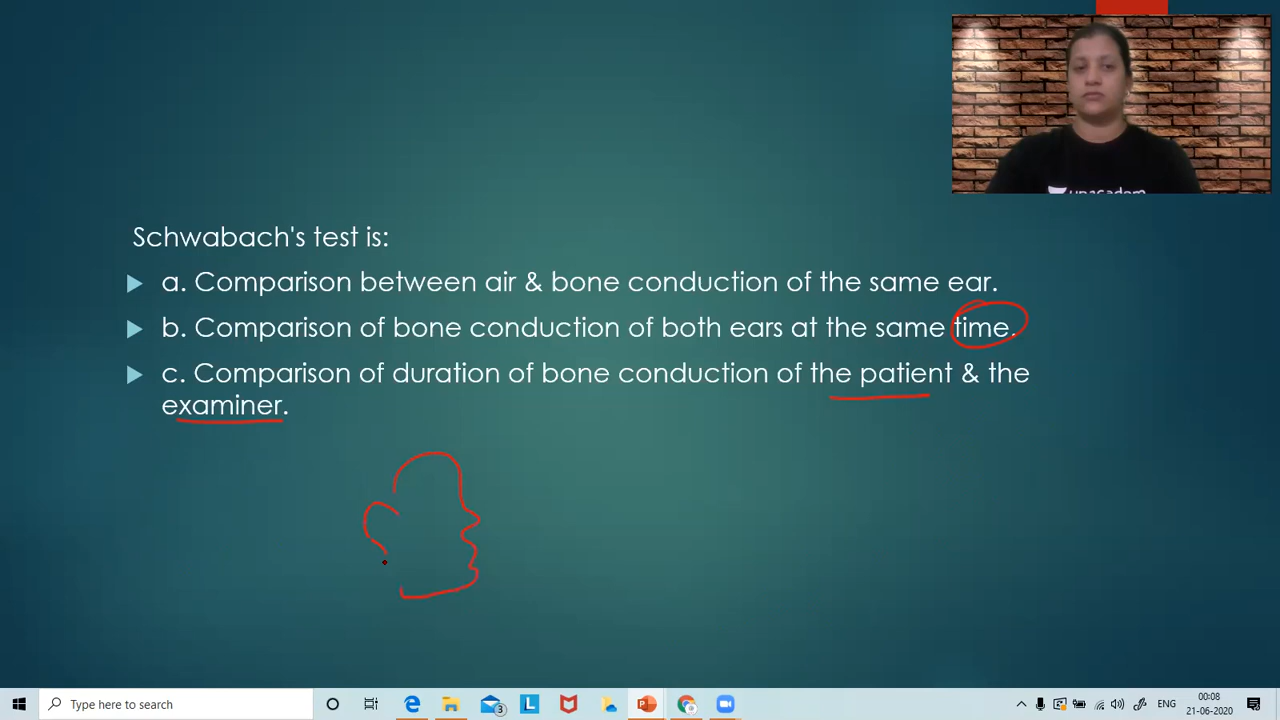 Schwabach's test is:
a. Comparison between air & bone conduction of the same ear.
b. Comparison of bone conduction of both ears at the same time.
c. Comparison of duration of bone conduction of the patient & the
examiner.
Type here to search
3
L
ENG
00:08
21-06-2020